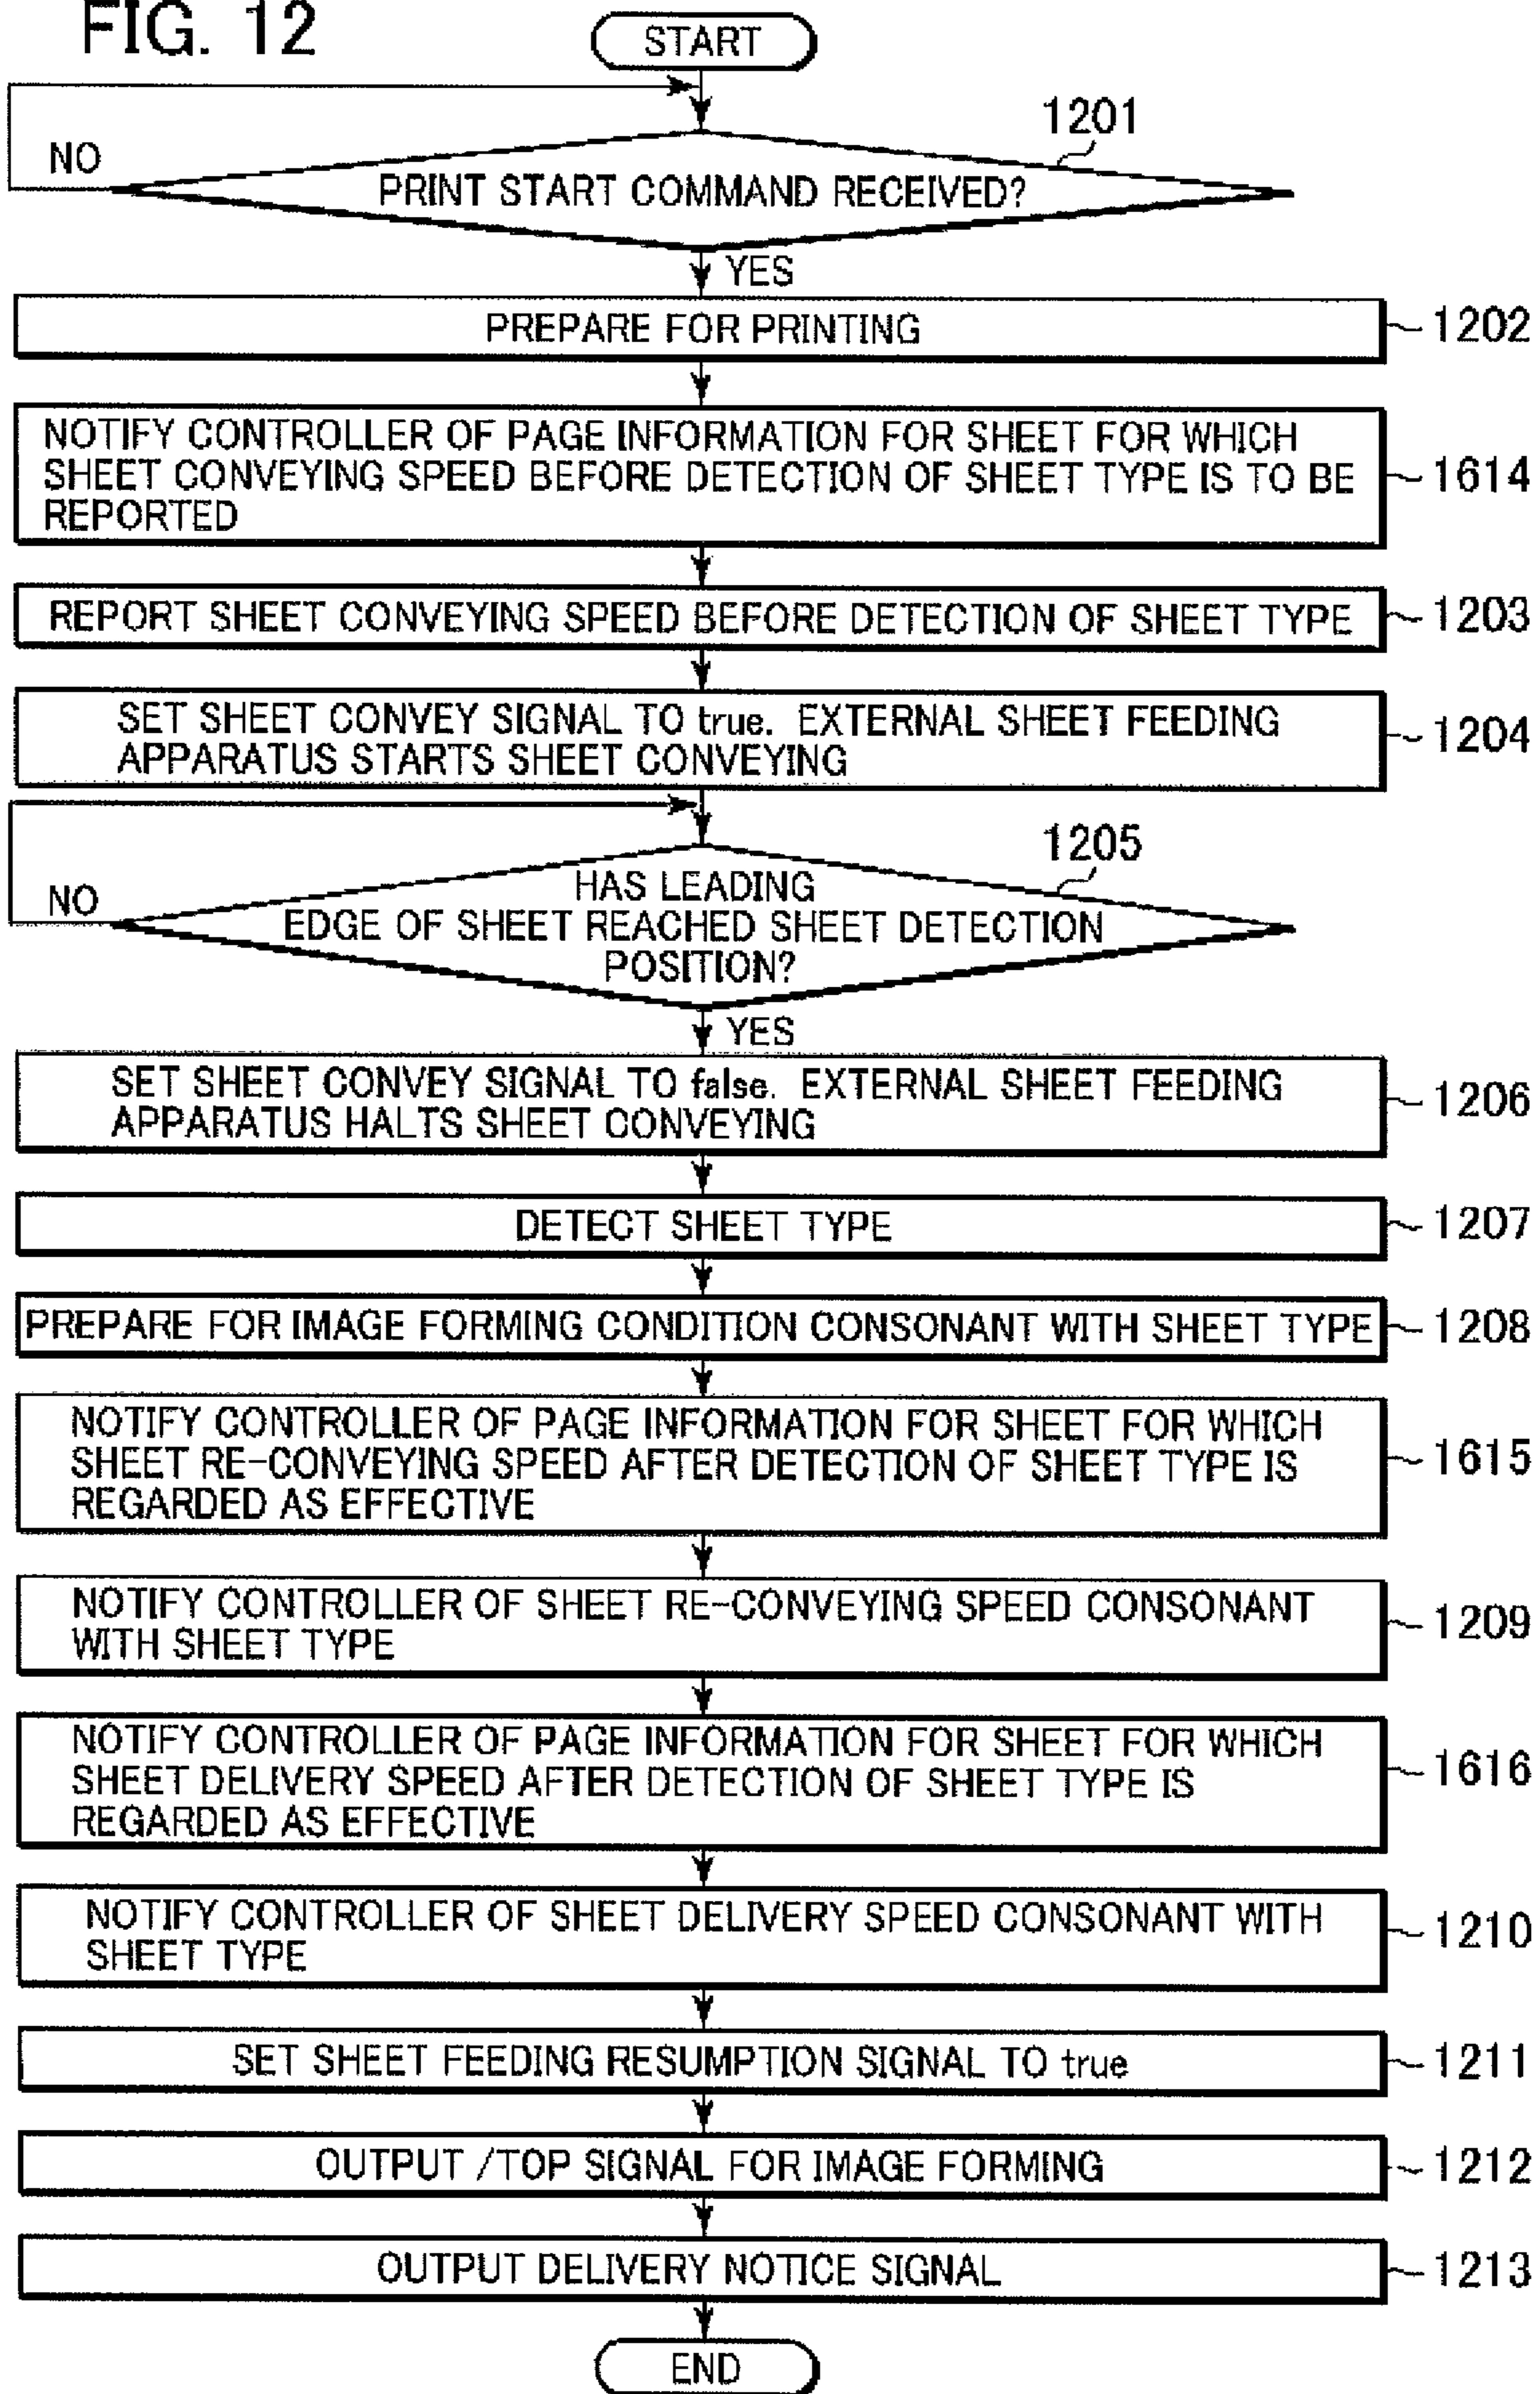 FIG. 12
START
1201
NO
PRINT START COMMAND RECEIVED?
YES
PREPARE FOR PRINTING
1202
NOTIFY CONTROLLER OF PAGE INFORMATION FOR SHEET FOR WHICH
SHEET CONVEYING SPEED BEFORE DETECTION OF SHEET TYPE IS TO BE
REPORTED
1614
REPORT SHEET CONVEYING SPEED BEFORE DETECTION OF SHEET TYPE
1203
SET SHEET CONVEY SIGNAL TO true. EXTERNAL SHEET FEEDING
APPARATUS STARTS SHEET CONVEYING
1204
1205
NO
HAS LEADING
EDGE OF SHEET REACHED SHEET DETECTION
POSITION?
YES
SET SHEET CONVEY SIGNAL TO false. EXTERNAL SHEET FEEDING
APPARATUS HALTS SHEET CONVEYING
1206
DETECT SHEET TYPE
1207
PREPARE FOR IMAGE FORMING CONDITION CONSONANT WITH SHEET TYPE
1208
NOTIFY CONTROLLER OF PAGE INFORMATION FOR SHEET FOR WHICH
SHEET RE-CONVEYING SPEED AFTER DETECTION OF SHEET TYPE IS
REGARDED AS EFFECTIVE
1615
NOTIFY CONTROLLER OF SHEET RE-CONVEYING SPEED CONSONANT
WITH SHEET TYPE
1209
NOTIFY CONTROLLER OF PAGE INFORMATION FOR SHEET FOR WHICH
SHEET DELIVERY SPEED AFTER DETECTION OF SHEET TYPE IS
REGARDED AS EFFECTIVE
1616
NOTIFY CONTROLLER OF SHEET DELIVERY SPEED CONSONANT WITH
SHEET TYPE
1210
SET SHEET FEEDING RESUMPTION SIGNAL TO true
1211
OUTPUT /TOP SIGNAL FOR IMAGE FORMING
1212
OUTPUT DELIVERY NOTICE SIGNAL
1213
END